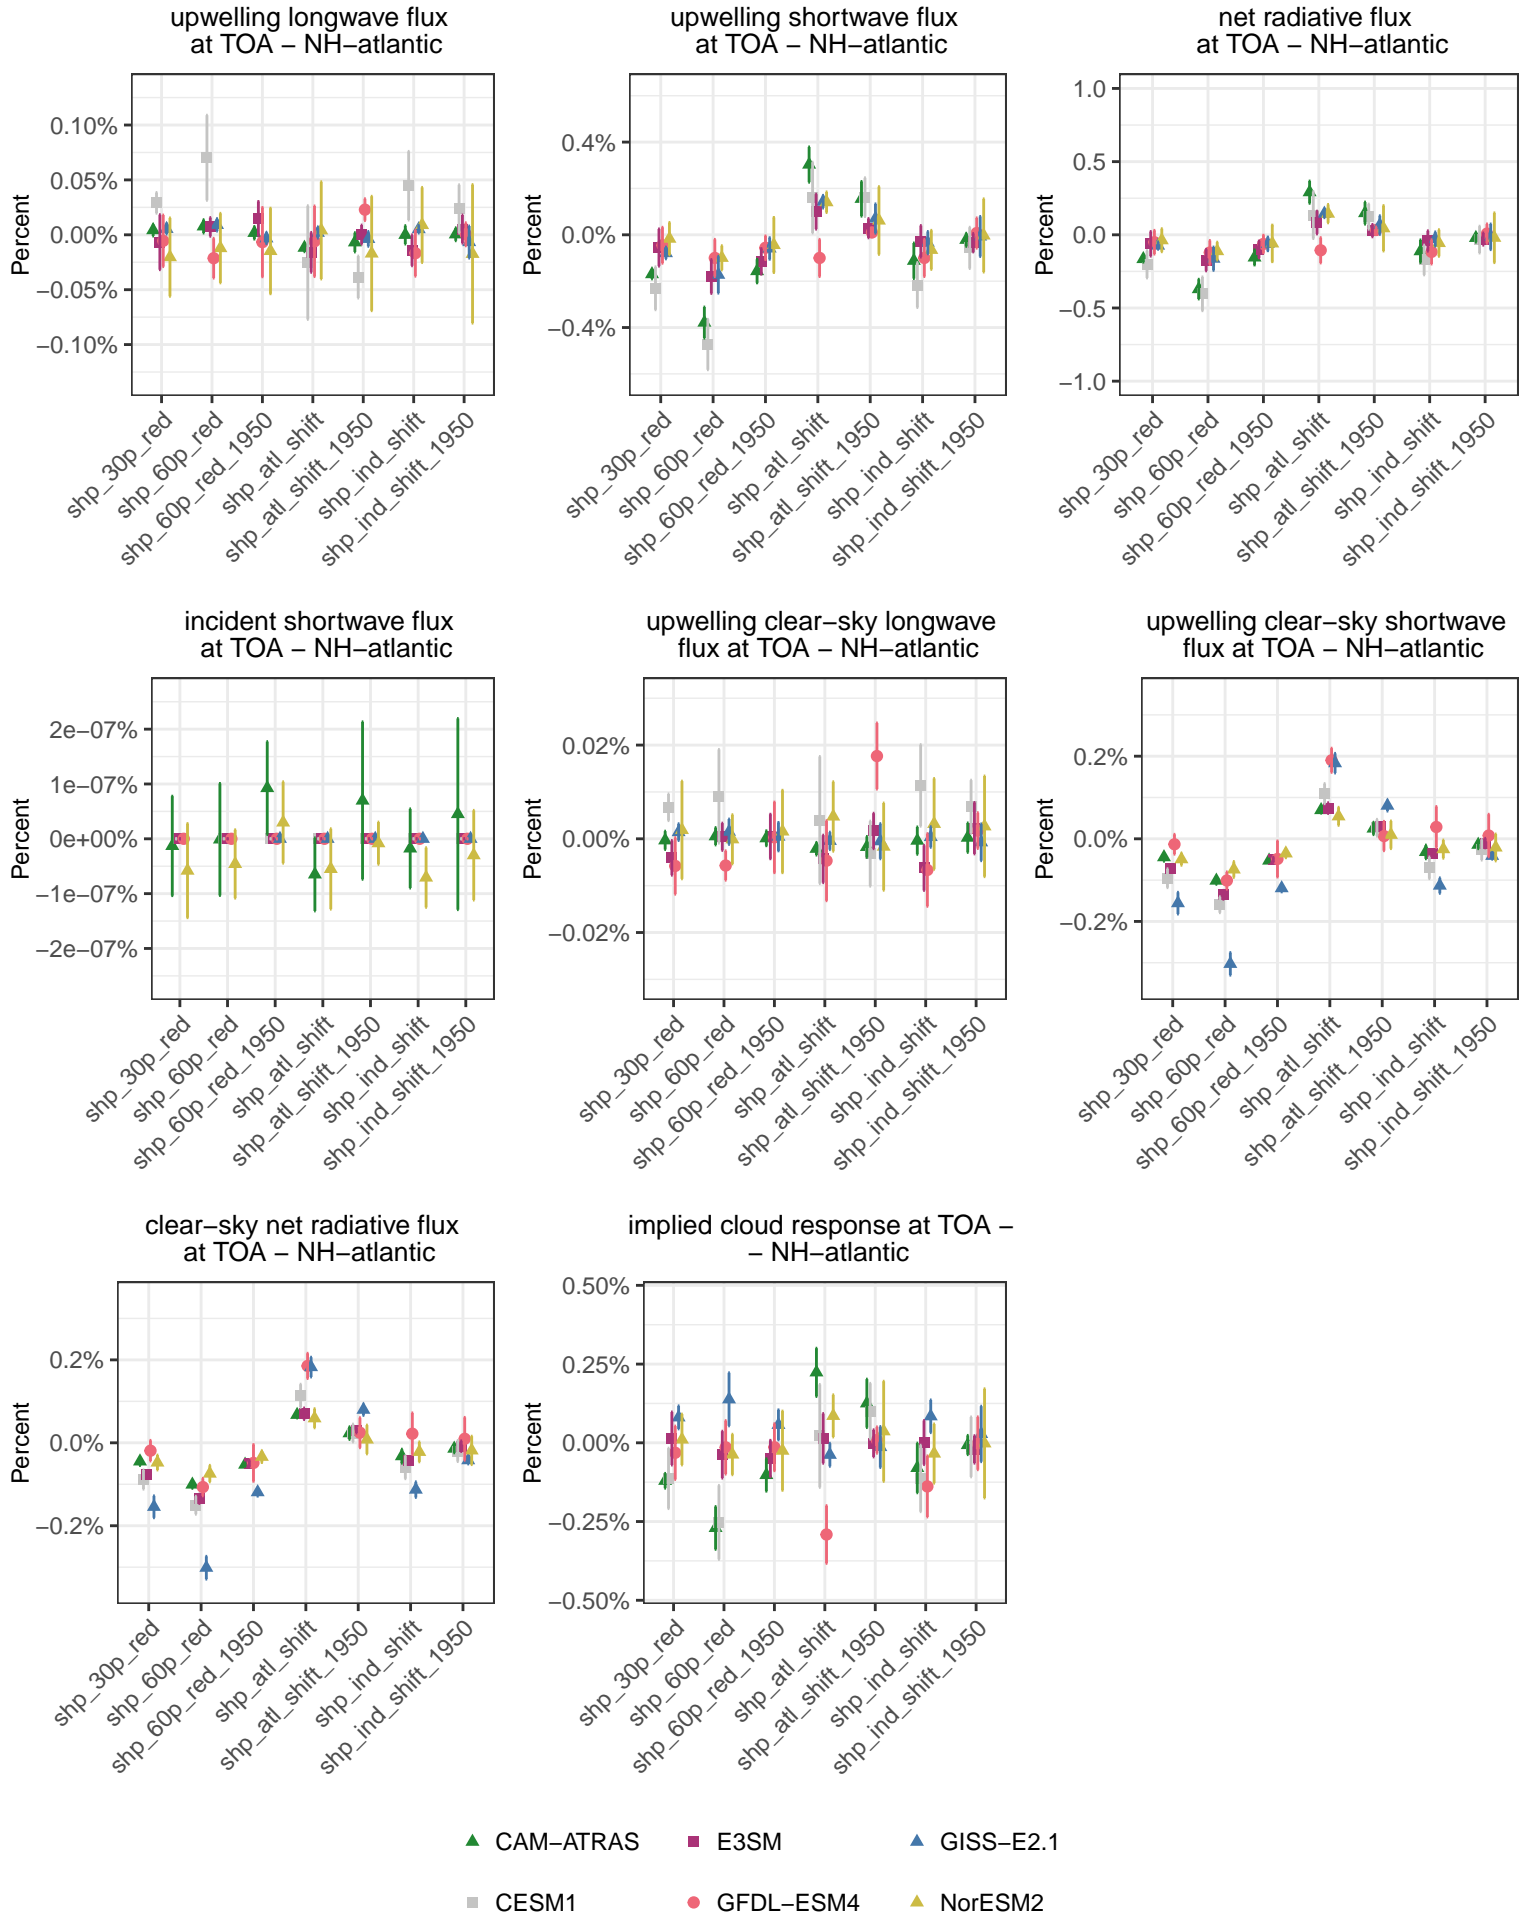 upwelling longwave flux
at TOA − NH−atlantic
Percent
0.10%
0.05%
0.00%
−0.05%
−0.10%
shp_30p_red
shp_60p_red
shp_60p_red_1950
shp_atl_shift
shp_atl_shift_1950
shp_ind_shift
shp_ind_shift_1950
upwelling shortwave flux
at TOA − NH−atlantic
Percent
0.4%
0.0%
−0.4%
shp_30p_red
shp_60p_red
shp_60p_red_1950
shp_atl_shift
shp_atl_shift_1950
shp_ind_shift
shp_ind_shift_1950
net radiative flux
at TOA − NH−atlantic
Percent
1.0
0.5
0.0
−0.5
−1.0
shp_30p_red
shp_60p_red
shp_60p_red_1950
shp_atl_shift
shp_atl_shift_1950
shp_ind_shift
shp_ind_shift_1950
incident shortwave flux
at TOA − NH−atlantic
Percent
2e−07%
1e−07%
0e+00%
−1e−07%
−2e−07%
shp_30p_red
shp_60p_red
shp_60p_red_1950
shp_atl_shift
shp_atl_shift_1950
shp_ind_shift
shp_ind_shift_1950
upwelling clear−sky longwave
flux at TOA − NH−atlantic
Percent
0.02%
0.00%
−0.02%
shp_30p_red
shp_60p_red
shp_60p_red_1950
shp_atl_shift
shp_atl_shift_1950
shp_ind_shift
shp_ind_shift_1950
upwelling clear−sky shortwave
flux at TOA − NH−atlantic
Percent
0.2%
0.0%
−0.2%
shp_30p_red
shp_60p_red
shp_60p_red_1950
shp_atl_shift
shp_atl_shift_1950
shp_ind_shift
shp_ind_shift_1950
clear−sky net radiative flux
at TOA − NH−atlantic
Percent
0.2%
0.0%
−0.2%
shp_30p_red
shp_60p_red
shp_60p_red_1950
shp_atl_shift
shp_atl_shift_1950
shp_ind_shift
shp_ind_shift_1950
implied cloud response at TOA −
− NH−atlantic
Percent
0.50%
0.25%
0.00%
−0.25%
−0.50%
shp_30p_red
shp_60p_red
shp_60p_red_1950
shp_atl_shift
shp_atl_shift_1950
shp_ind_shift
shp_ind_shift_1950
CAM−ATRAS E3SM GISS−E2.1
CESM1 GFDL−ESM4 NorESM2